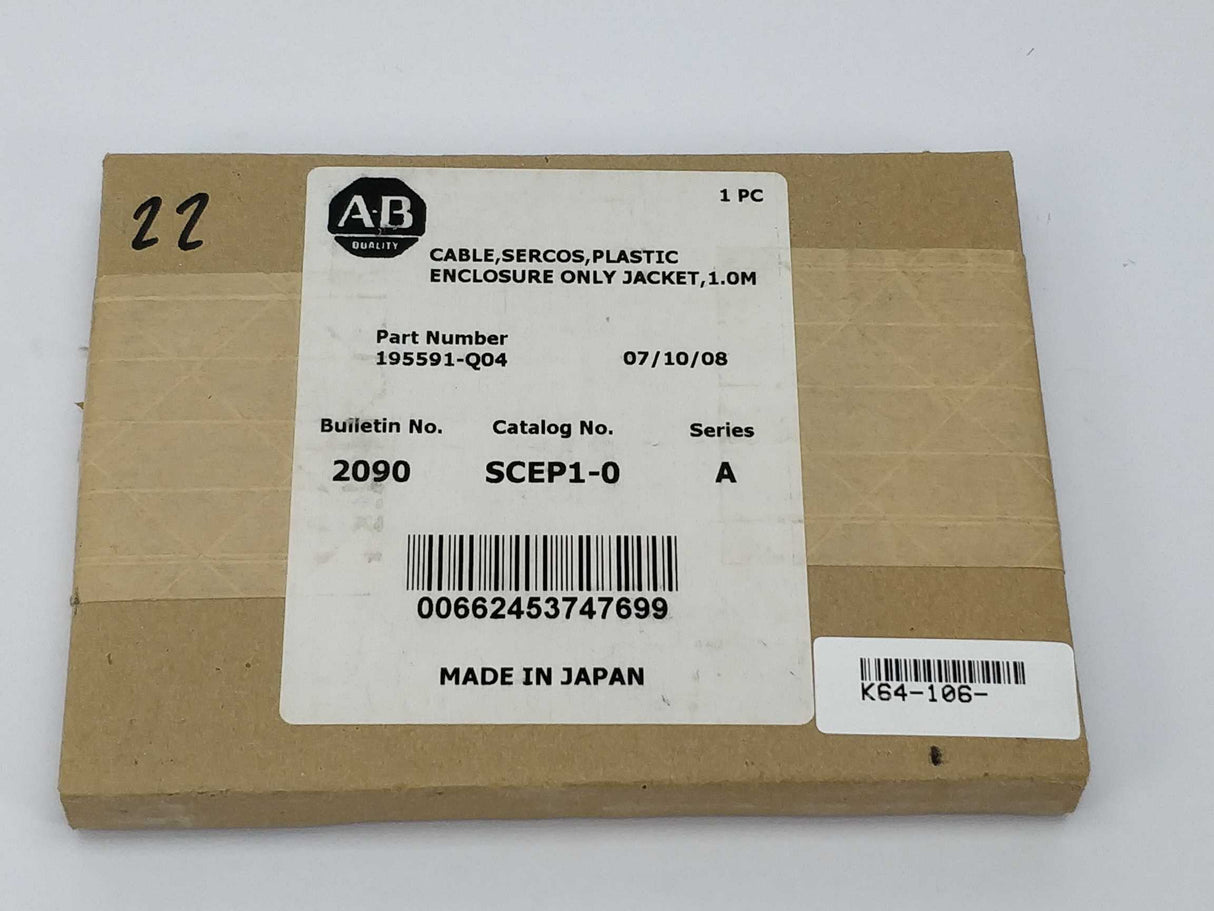 22
A·B
QUALITY
1 PC
CABLE,SERCOS,PLASTIC
ENCLOSURE ONLY JACKET,1.0M
Part Number
195591-Q04 07/10/08
Bulletin No. Catalog No. Series
2090 SCEP1-0 A
00662453747699
MADE IN JAPAN
K64-106-